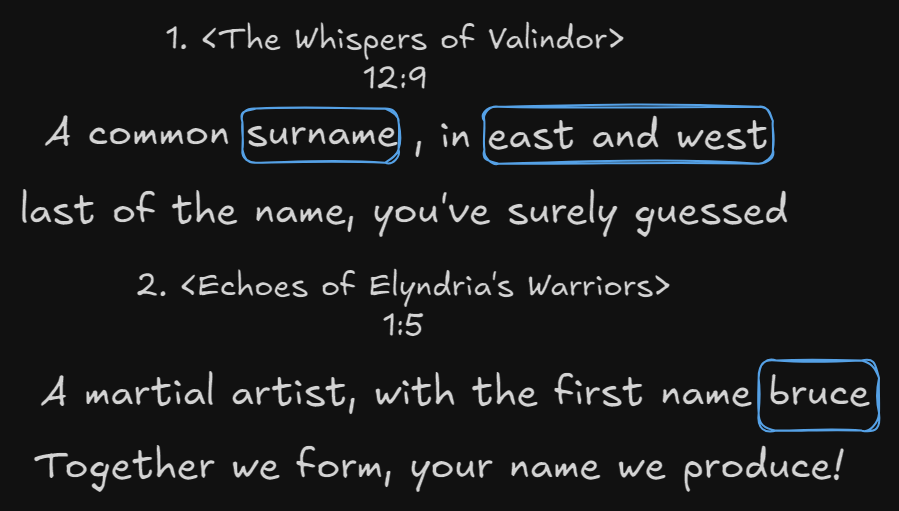 1. <The Whispers of Valindor>
12:9
A common surname, in east and west
last of the name, you've surely guessed
2. <Echoes of Elyndria's Warriors>
1:5
A martial artist, with the first name bruce
Together we form, your name we produce!